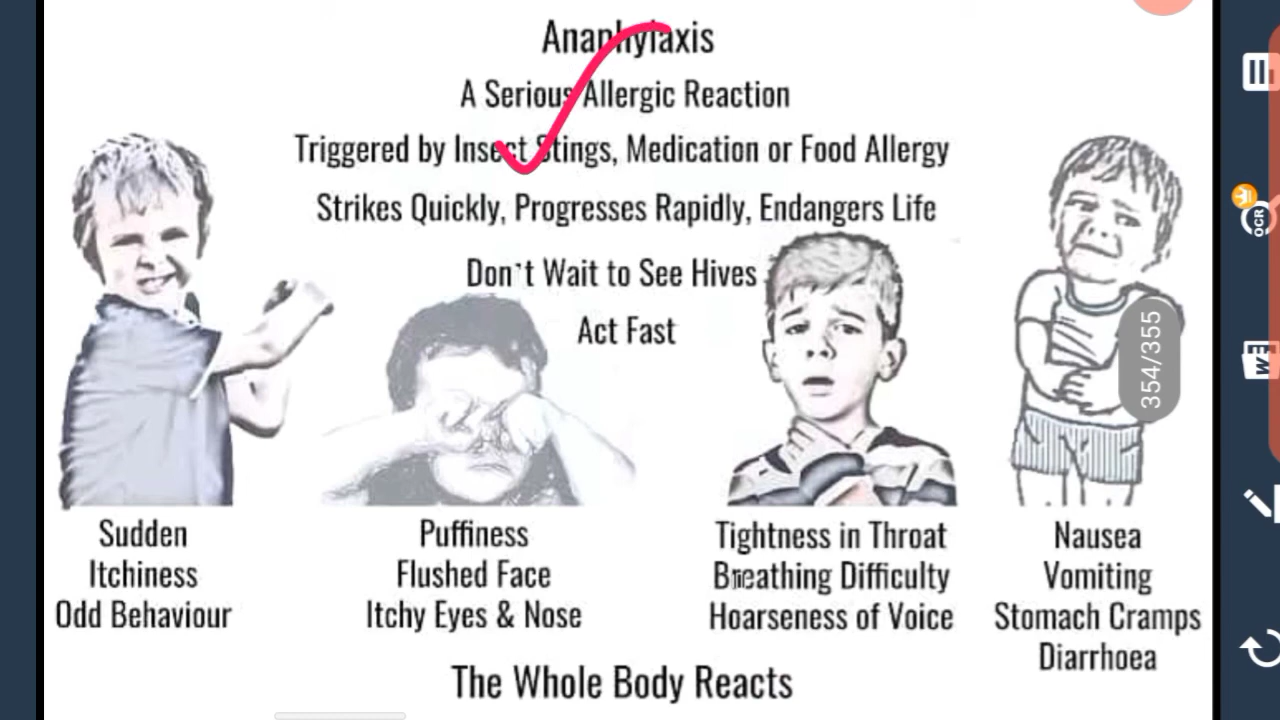 Anaphylaxis
A Serious Allergic Reaction
Triggered by Insect Stings, Medication or Food Allergy
Strikes Quickly, Progresses Rapidly, Endangers Life
Don't Wait to See Hives
Act Fast
Sudden
Itchiness
Odd Behaviour
Puffiness
Flushed Face
Itchy Eyes & Nose
Tightness in Throat
Breathing Difficulty
Hoarseness of Voice
Nausea
Vomiting
Stomach Cramps
Diarrhoea
The Whole Body Reacts
354/355
OCR